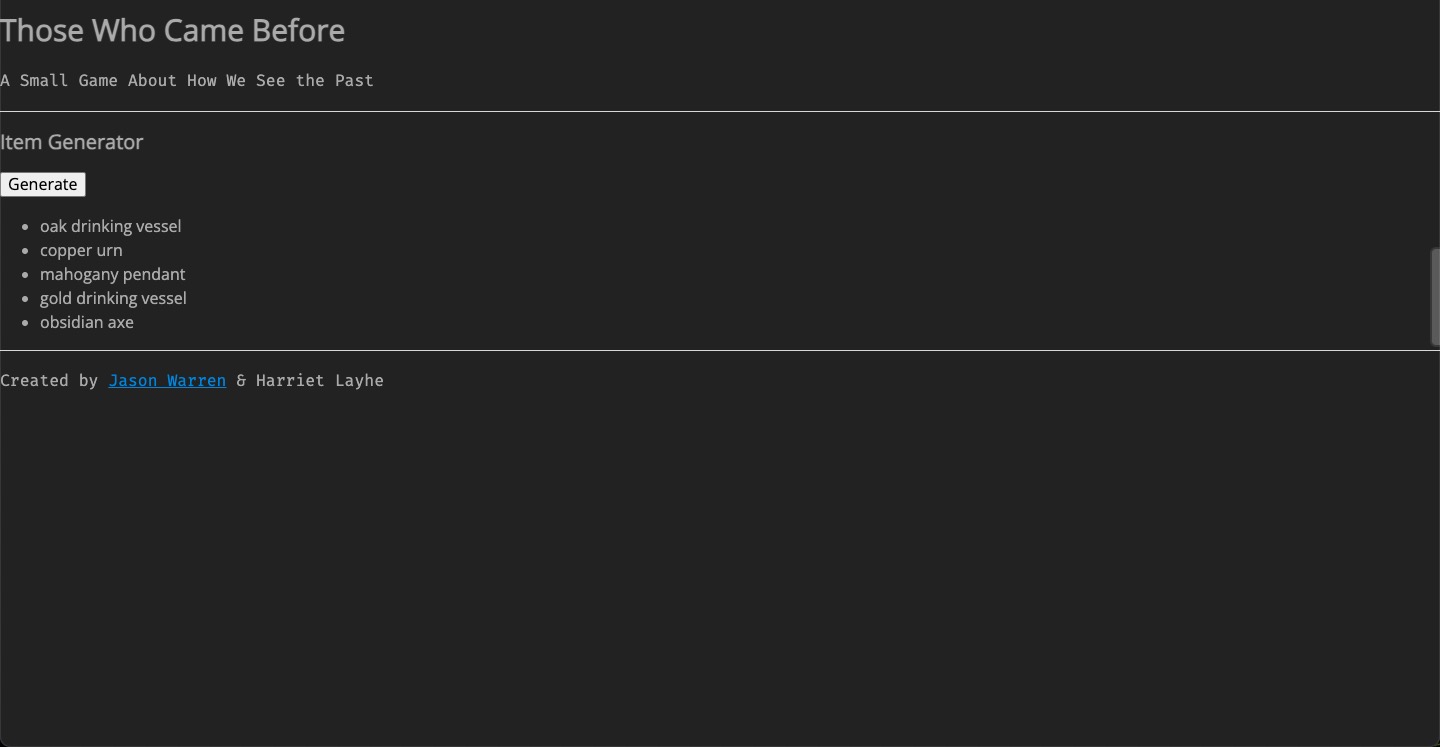 Those Who Came Before
A Small Game About How We See the Past
Item Generator
Generate
oak drinking vessel
copper urn
mahogany pendant
gold drinking vessel
obsidian axe
Created by Jason Warren & Harriet Layhe